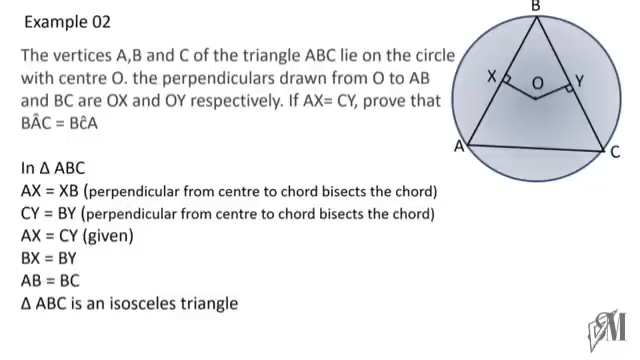 Example 02
The vertices A,B and C of the triangle ABC lie on the circle
with centre O. the perpendiculars drawn from O to AB
and BC are OX and OY respectively. If AX= CY, prove that
BÂC = BĉA
In Δ ABC
AX = XB (perpendicular from centre to chord bisects the chord)
CY = BY (perpendicular from centre to chord bisects the chord)
AX = CY (given)
BX = BY
AB = BC
Δ ABC is an isosceles triangle
B
X
O
Y
A
C
M